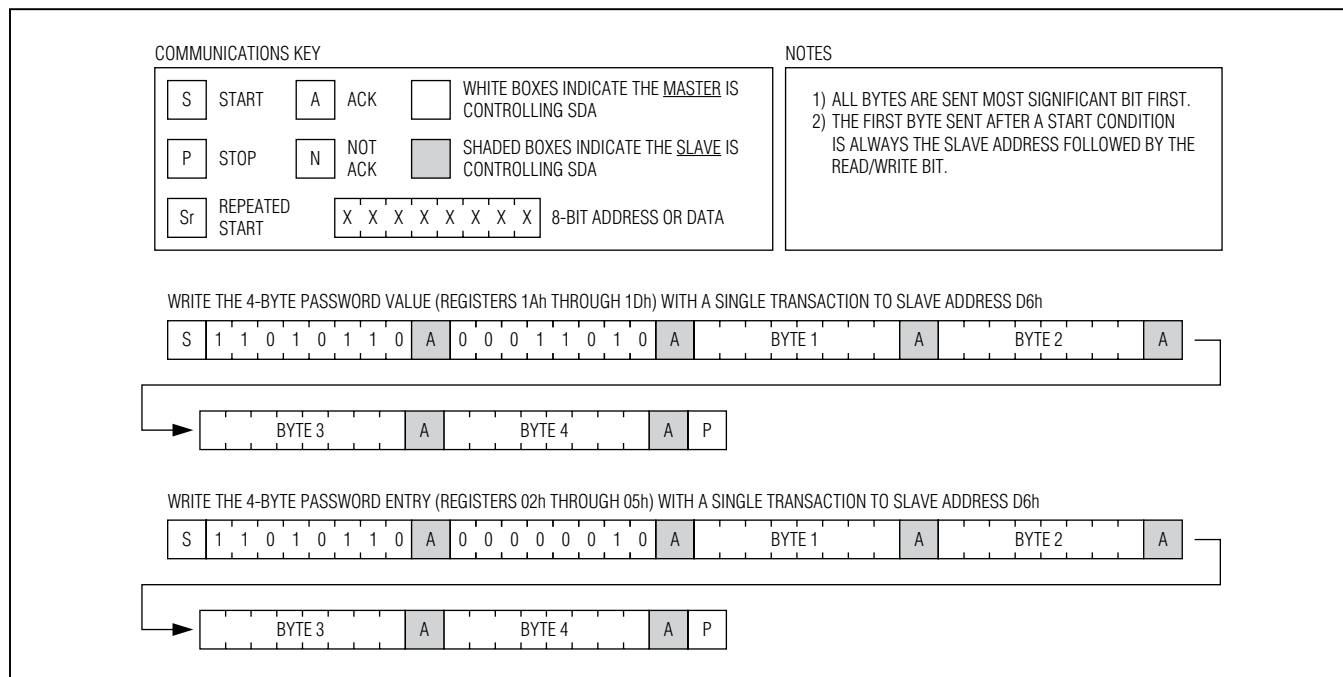 COMMUNICATIONS KEY
S START A ACK WHITE BOXES INDICATE THE MASTER IS
CONTROLLING SDA
P STOP N NOT
ACK SHADED BOXES INDICATE THE SLAVE IS
CONTROLLING SDA
Sr REPEATED
START X X X X X X X X 8-BIT ADDRESS OR DATA
NOTES
1) ALL BYTES ARE SENT MOST SIGNIFICANT BIT FIRST.
2) THE FIRST BYTE SENT AFTER A START CONDITION
IS ALWAYS THE SLAVE ADDRESS FOLLOWED BY THE
READ/WRITE BIT.
WRITE THE 4-BYTE PASSWORD VALUE (REGISTERS 1Ah THROUGH 1Dh) WITH A SINGLE TRANSACTION TO SLAVE ADDRESS D6h
S 1 1 0 1 0 1 1 0 A 0 0 0 1 1 0 1 0 A BYTE 1 A BYTE 2 A
BYTE 3 A BYTE 4 A P
WRITE THE 4-BYTE PASSWORD ENTRY (REGISTERS 02h THROUGH 05h) WITH A SINGLE TRANSACTION TO SLAVE ADDRESS D6h
S 1 1 0 1 0 1 1 0 A 0 0 0 0 0 0 1 0 A BYTE 1 A BYTE 2 A
BYTE 3 A BYTE 4 A P